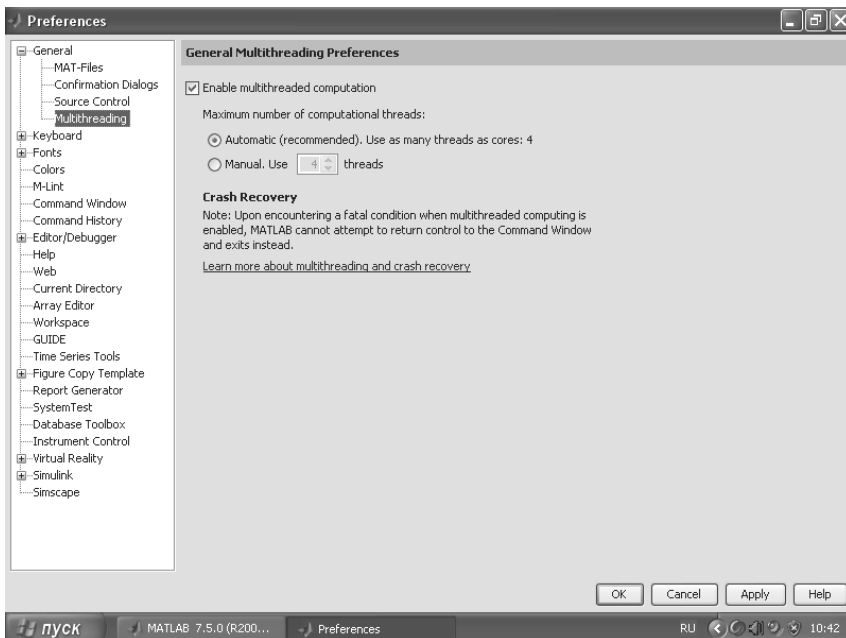 Preferences
General
MAT-Files
Confirmation Dialogs
Source Control
Multithreading
Keyboard
Fonts
Colors
M-Lint
Command Window
Command History
Editor/Debugger
Help
Web
Current Directory
Array Editor
Workspace
GUIDE
Time Series Tools
Figure Copy Template
Report Generator
SystemTest
Database Toolbox
Instrument Control
Virtual Reality
Simulink
Simscape
General Multithreading Preferences
Enable multithreaded computation
Maximum number of computational threads:
Automatic (recommended). Use as many threads as cores: 4
Manual. Use 4 threads
Crash Recovery
Note: Upon encountering a fatal condition when multithreaded computing is
enabled, MATLAB cannot attempt to return control to the Command Window
and exits instead.
Learn more about multithreading and crash recovery
OK Cancel Apply Help
пуск MATLAB 7.5.0 (R200... Preferences RU 10:42